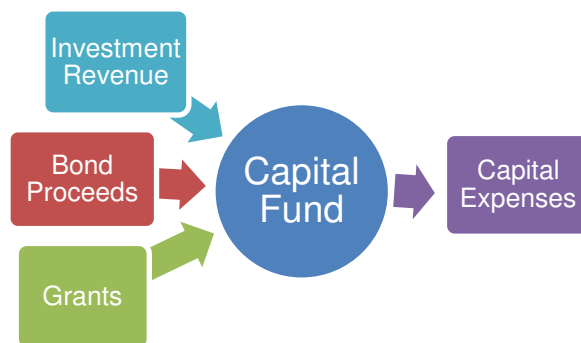 Investment
Revenue
Bond
Proceeds
Grants
Capital
Fund
Capital
Expenses